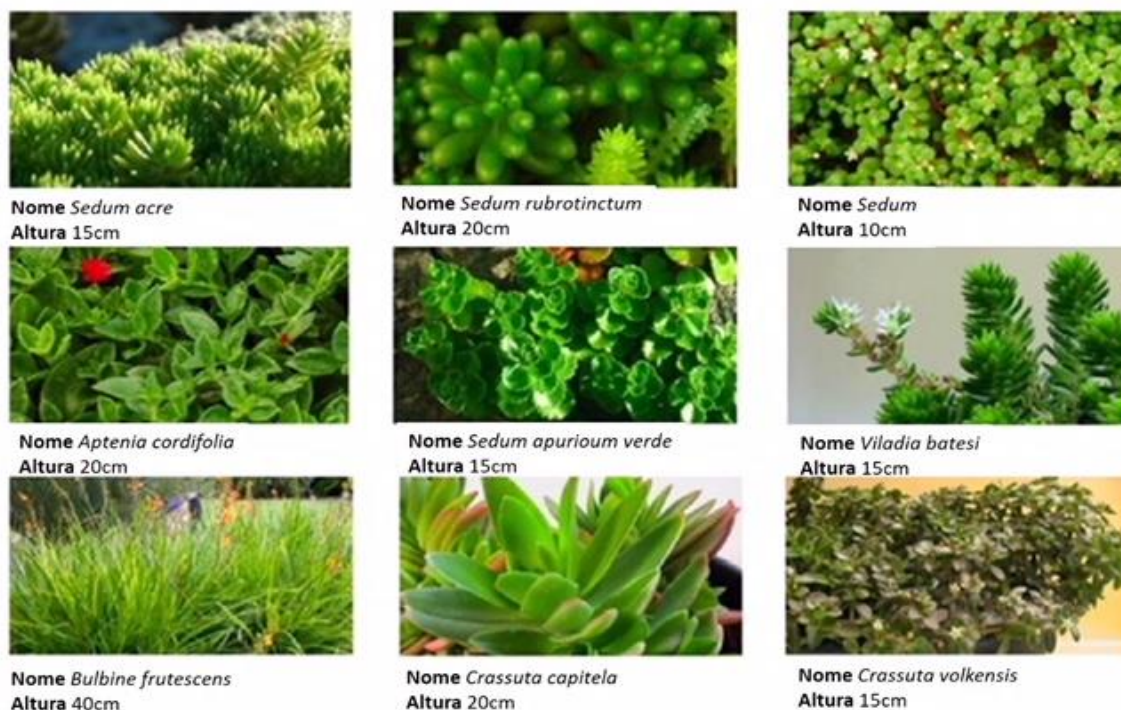 Nome Sedum acre
Altura 15cm
Nome Sedum rubrotinctum
Altura 20cm
Nome Sedum
Altura 10cm
Nome Aptenia cordifolia
Altura 20cm
Nome Sedum apurioum verde
Altura 15cm
Nome Viladia batesi
Altura 15cm
Nome Bulbine frutescens
Altura 40cm
Nome Crassuta capitela
Altura 20cm
Nome Crassuta volkensis
Altura 15cm